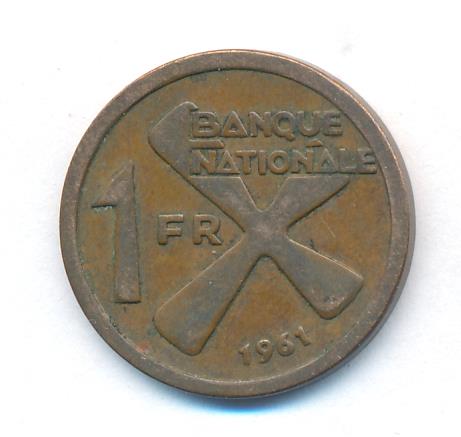 BANQUE
NATIONALE
1 FR
1961